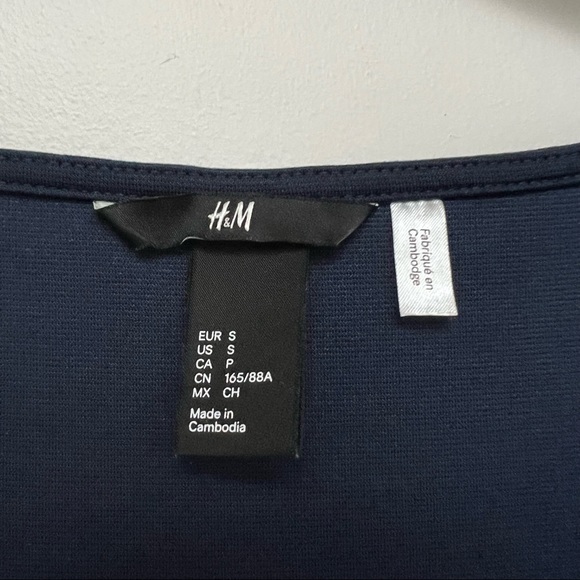 H&M
EUR S
US S
CA P
CN 165/88A
MX CH
Made in
Cambodia
Fabriqué en
Cambodge